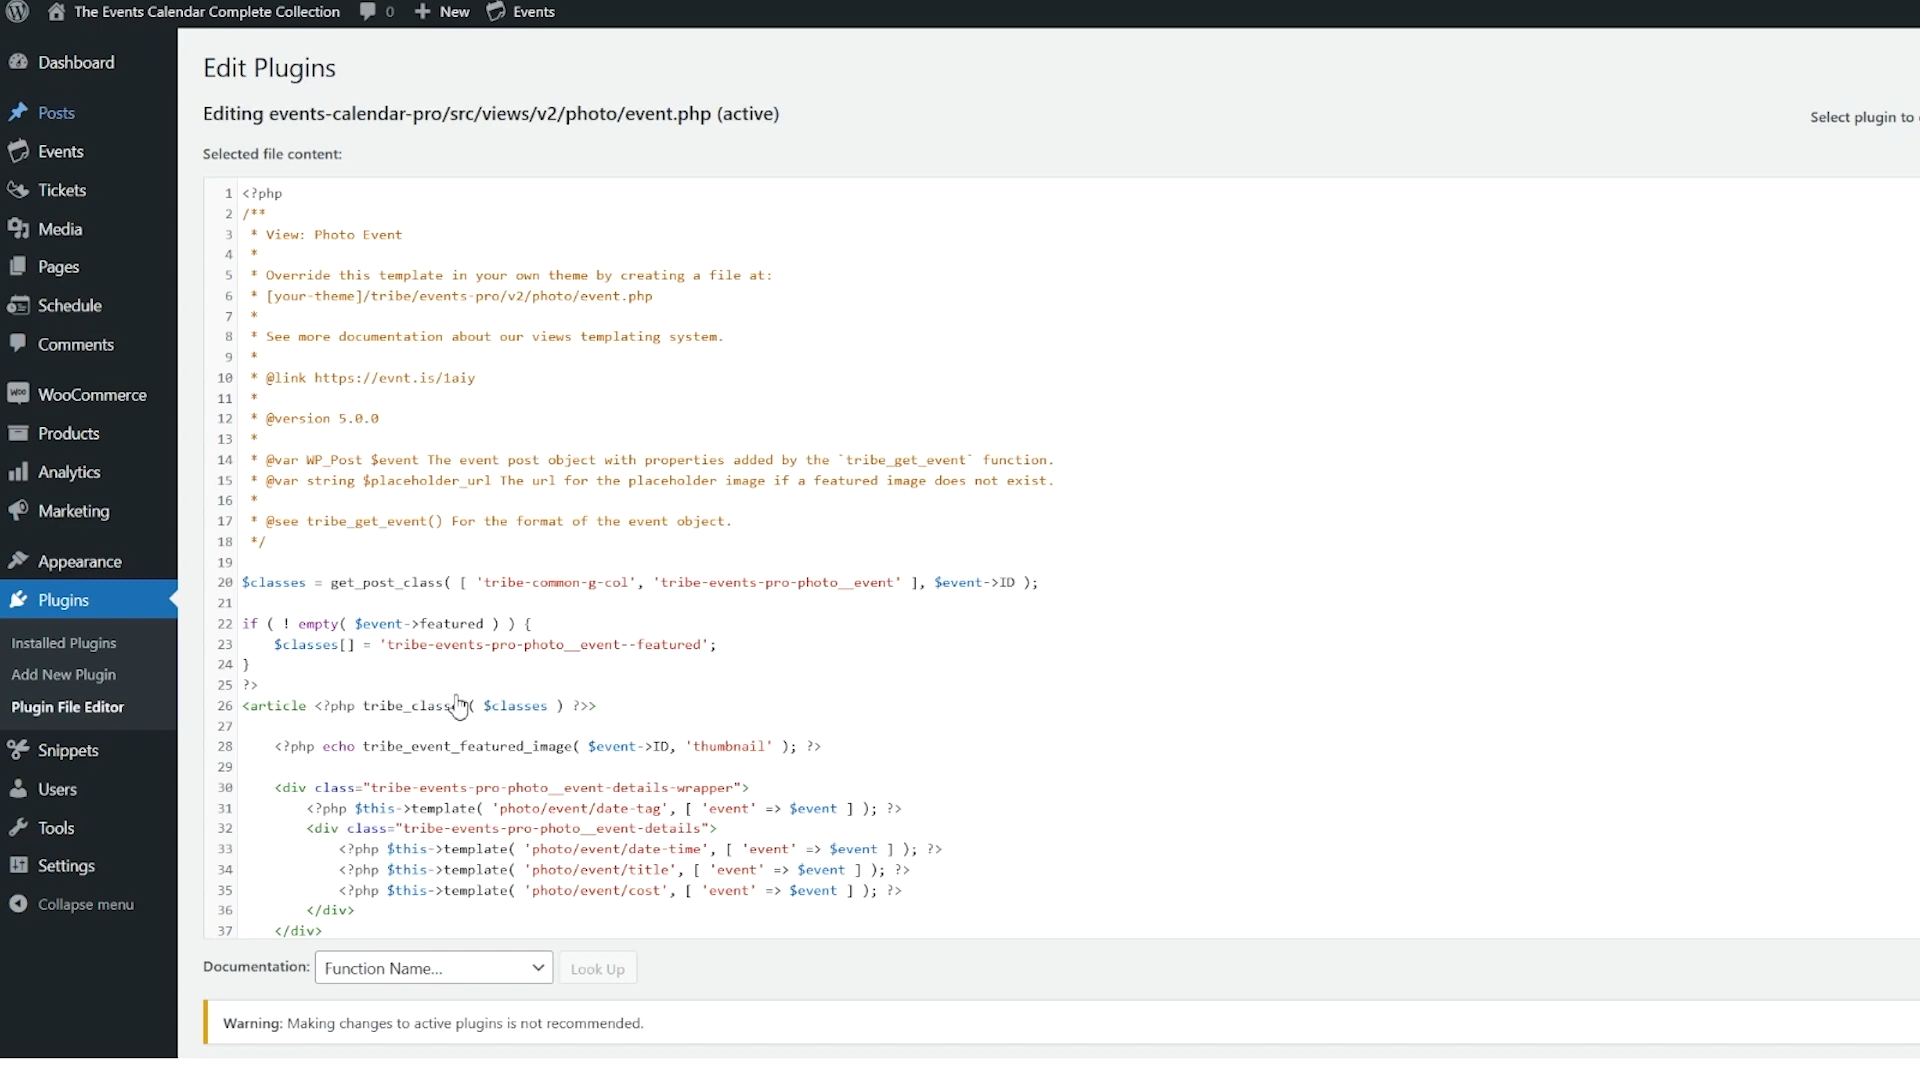 The Events Calendar Complete Collection 0 New Events
Dashboard
Posts
Events
Tickets
Media
Pages
Schedule
Comments
WooCommerce
Products
Analytics
Marketing
Appearance
Plugins
Installed Plugins
Add New Plugin
Plugin File Editor
Snippets
Users
Tools
Settings
Collapse menu
Edit Plugins
Editing events-calendar-pro/src/views/v2/photo/event.php (active)
Select plugin to
Selected file content:
1 <?php
2 /**
3 * View: Photo Event
4 *
5 * Override this template in your own theme by creating a file at:
6 * [your-theme]/tribe/events-pro/v2/photo/event.php
7 *
8 * See more documentation about our views templating system.
9 *
10 * @link https://evnt.is/1aiy
11 *
12 * @version 5.0.0
13 *
14 * @var WP_Post $event The event post object with properties added by the `tribe_get_event` function.
15 * @var string $placeholder_url The url for the placeholder image if a featured image does not exist.
16 *
17 * @see tribe_get_event() For the format of the event object.
18 */
19
20 $classes = get_post_class( [ 'tribe-common-g-col', 'tribe-events-pro-photo__event' ], $event->ID );
21
22 if ( ! empty( $event->featured ) ) {
23 $classes[] = 'tribe-events-pro-photo__event--featured';
24 }
25 ?>
26 <article <?php tribe_class ( $classes ) ?>>
27
28 <?php echo tribe_event_featured_image( $event->ID, 'thumbnail' ); ?>
29
30 <div class="tribe-events-pro-photo__event-details-wrapper">
31 <?php $this->template( 'photo/event/date-tag', [ 'event' => $event ] ); ?>
32 <div class="tribe-events-pro-photo__event-details">
33 <?php $this->template( 'photo/event/date-time', [ 'event' => $event ] ); ?>
34 <?php $this->template( 'photo/event/title', [ 'event' => $event ] ); ?>
35 <?php $this->template( 'photo/event/cost', [ 'event' => $event ] ); ?>
36 </div>
37 </div>
Documentation: Function Name... Look Up
Warning: Making changes to active plugins is not recommended.